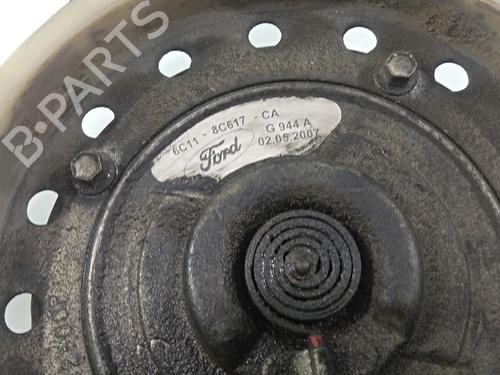 B-PARTS
6C11 - 8C617 - CA
Ford
G 944 A
02.05.2007